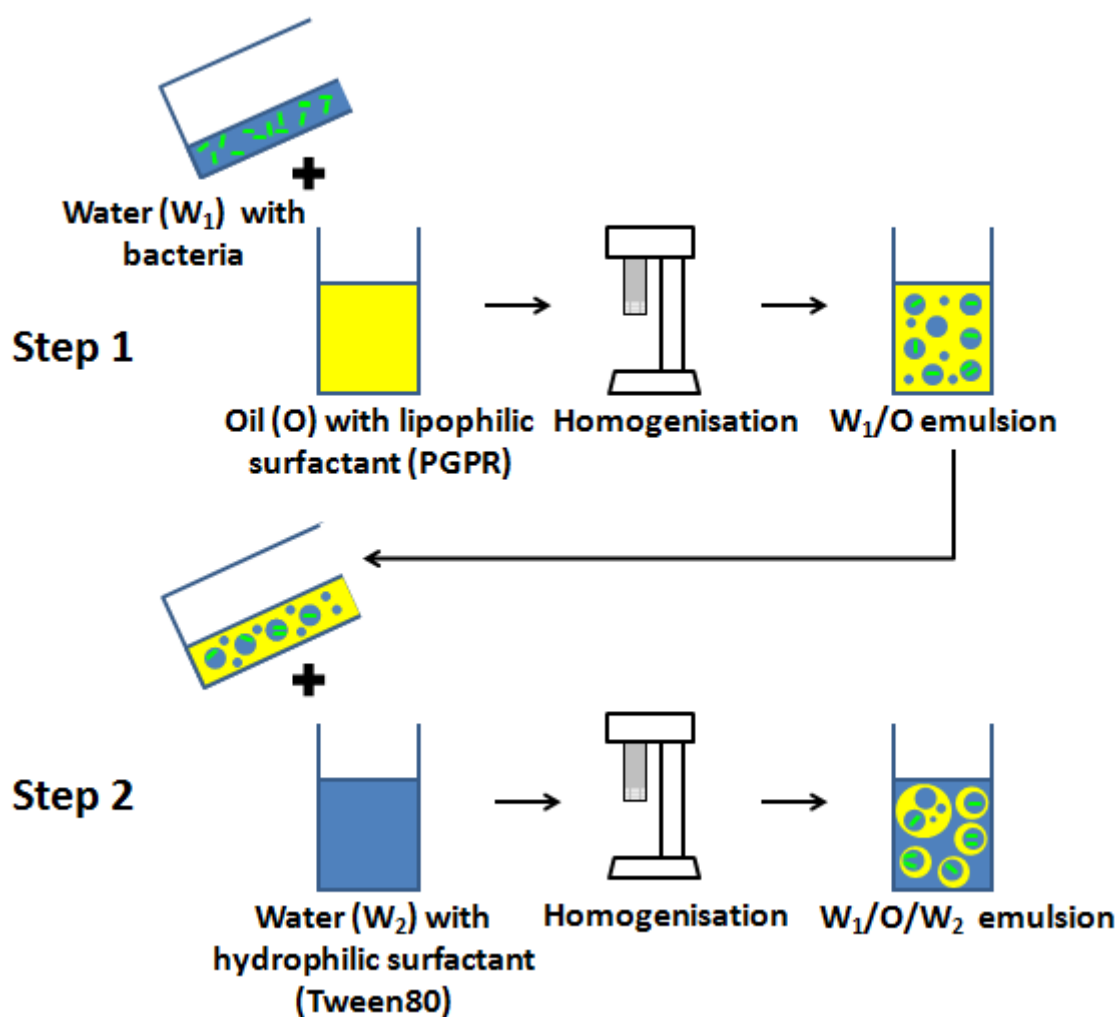 Water (W₁) with
bacteria
Step 1
Oil (O) with lipophilic
surfactant (PGPR)
Homogenisation
W₁/O emulsion
Step 2
Water (W₂) with
hydrophilic surfactant
(Tween80)
Homogenisation
W₁/O/W₂ emulsion